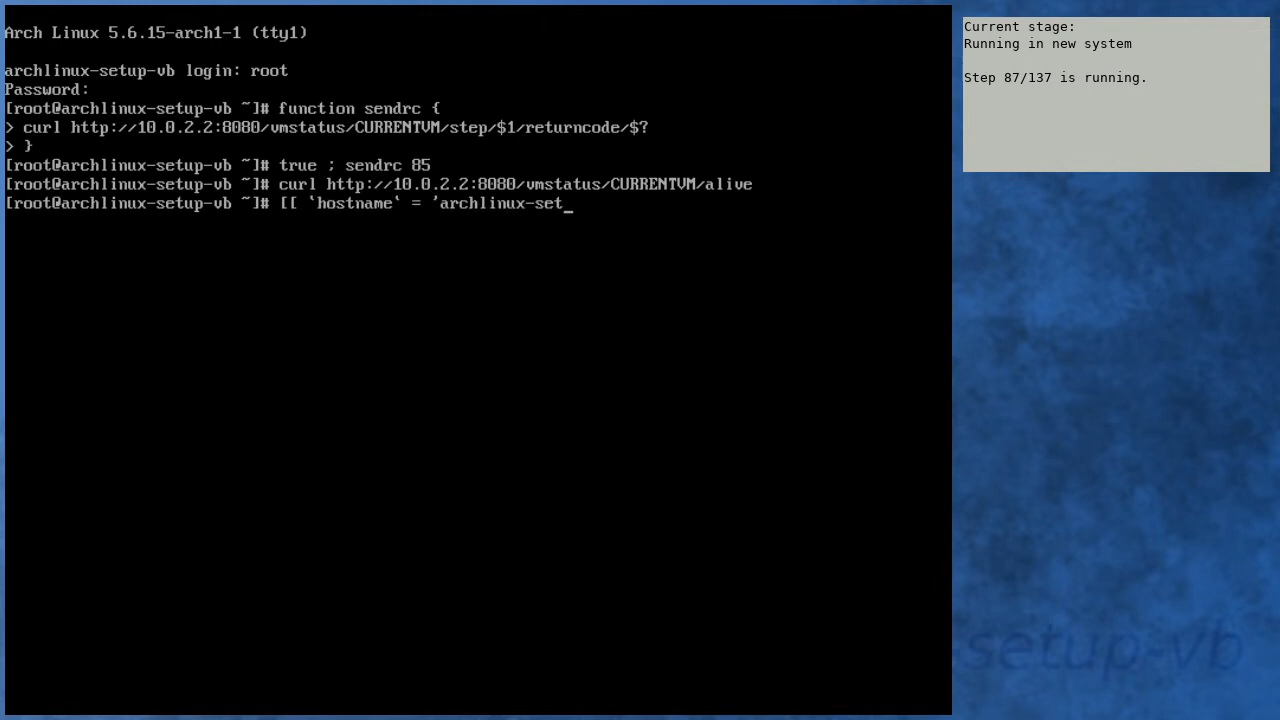 Arch Linux 5.6.15-arch1-1 (tty1)
archlinux-setup-vb login: root
Password:
[root@archlinux-setup-vb ~]# function sendrc {
> curl http://10.0.2.2:8080/vmstatus/CURRENTVM/step/$1/returncode/$?
> }
[root@archlinux-setup-vb ~]# true ; sendrc 85
[root@archlinux-setup-vb ~]# curl http://10.0.2.2:8080/vmstatus/CURRENTVM/alive
[root@archlinux-setup-vb ~]# [[ `hostname` = 'archlinux-set_
Current stage:
Running in new system
Step 87/137 is running.
setup-vb